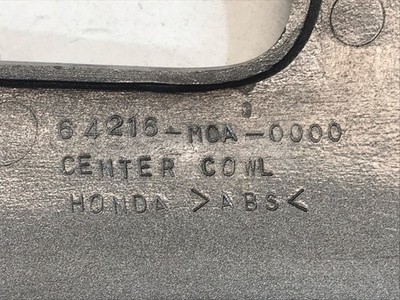 64216-MCA-0000
CENTER COWL
HONDA >ABS<